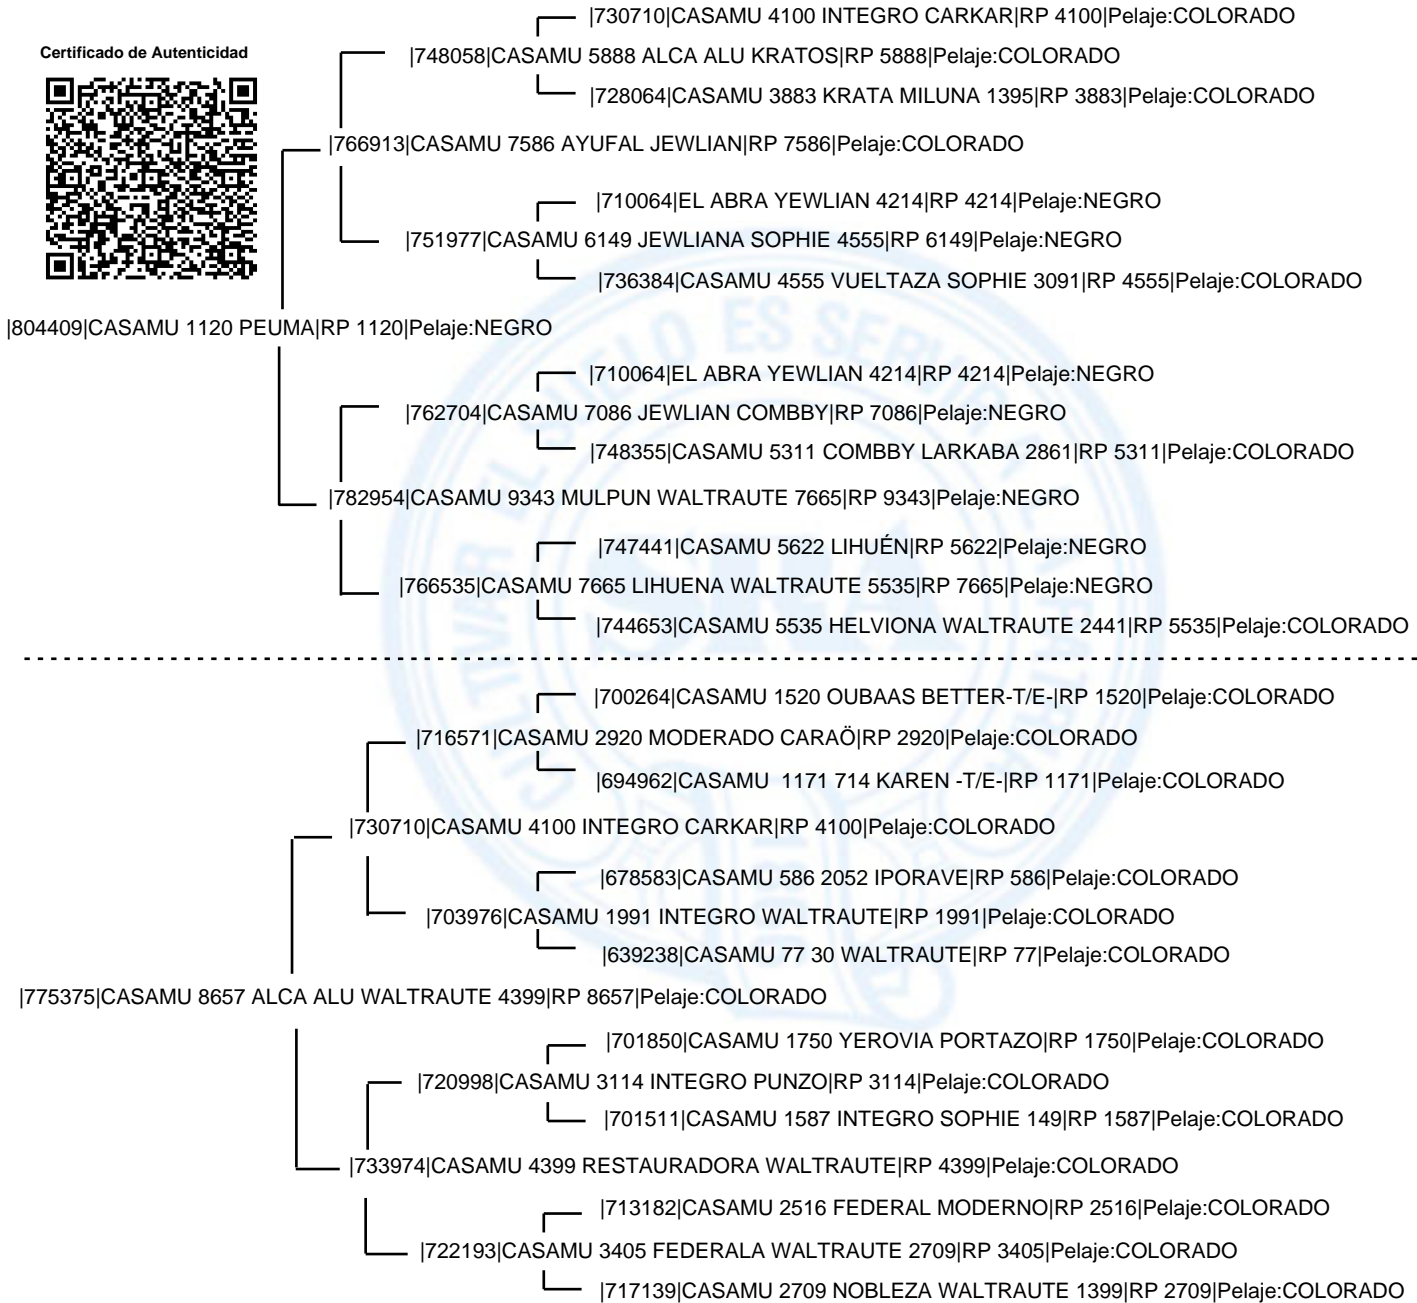 |730710|CASAMU 4100 INTEGRO CARKAR|RP 4100|Pelaje:COLORADO
Certificado de Autenticidad
|748058|CASAMU 5888 ALCA ALU KRATOS|RP 5888|Pelaje:COLORADO
|728064|CASAMU 3883 KRATA MILUNA 1395|RP 3883|Pelaje:COLORADO
|766913|CASAMU 7586 AYUFAL JEWLIAN|RP 7586|Pelaje:COLORADO
|710064|EL ABRA YEWLIAN 4214|RP 4214|Pelaje:NEGRO
|751977|CASAMU 6149 JEWLIANA SOPHIE 4555|RP 6149|Pelaje:NEGRO
|736384|CASAMU 4555 VUELTAZA SOPHIE 3091|RP 4555|Pelaje:COLORADO
|804409|CASAMU 1120 PEUMA|RP 1120|Pelaje:NEGRO
|710064|EL ABRA YEWLIAN 4214|RP 4214|Pelaje:NEGRO
|762704|CASAMU 7086 JEWLIAN COMBBY|RP 7086|Pelaje:NEGRO
|748355|CASAMU 5311 COMBBY LARKABA 2861|RP 5311|Pelaje:COLORADO
|782954|CASAMU 9343 MULPUN WALTRAUTE 7665|RP 9343|Pelaje:NEGRO
|747441|CASAMU 5622 LIHUÉN|RP 5622|Pelaje:NEGRO
|766535|CASAMU 7665 LIHUENA WALTRAUTE 5535|RP 7665|Pelaje:NEGRO
|744653|CASAMU 5535 HELVIONA WALTRAUTE 2441|RP 5535|Pelaje:COLORADO
|700264|CASAMU 1520 OUBAAS BETTER-T/E-|RP 1520|Pelaje:COLORADO
|716571|CASAMU 2920 MODERADO CARAÖ|RP 2920|Pelaje:COLORADO
|694962|CASAMU 1171 714 KAREN -T/E-|RP 1171|Pelaje:COLORADO
|730710|CASAMU 4100 INTEGRO CARKAR|RP 4100|Pelaje:COLORADO
|678583|CASAMU 586 2052 IPORAVE|RP 586|Pelaje:COLORADO
|703976|CASAMU 1991 INTEGRO WALTRAUTE|RP 1991|Pelaje:COLORADO
|639238|CASAMU 77 30 WALTRAUTE|RP 77|Pelaje:COLORADO
|775375|CASAMU 8657 ALCA ALU WALTRAUTE 4399|RP 8657|Pelaje:COLORADO
|701850|CASAMU 1750 YEROVIA PORTAZO|RP 1750|Pelaje:COLORADO
|720998|CASAMU 3114 INTEGRO PUNZO|RP 3114|Pelaje:COLORADO
|701511|CASAMU 1587 INTEGRO SOPHIE 149|RP 1587|Pelaje:COLORADO
|733974|CASAMU 4399 RESTAURADORA WALTRAUTE|RP 4399|Pelaje:COLORADO
|713182|CASAMU 2516 FEDERAL MODERNO|RP 2516|Pelaje:COLORADO
|722193|CASAMU 3405 FEDERALA WALTRAUTE 2709|RP 3405|Pelaje:COLORADO
|717139|CASAMU 2709 NOBLEZA WALTRAUTE 1399|RP 2709|Pelaje:COLORADO
CULTIVAR EL SUELO ES SERVIR A LA PATRIA
SRA
1866